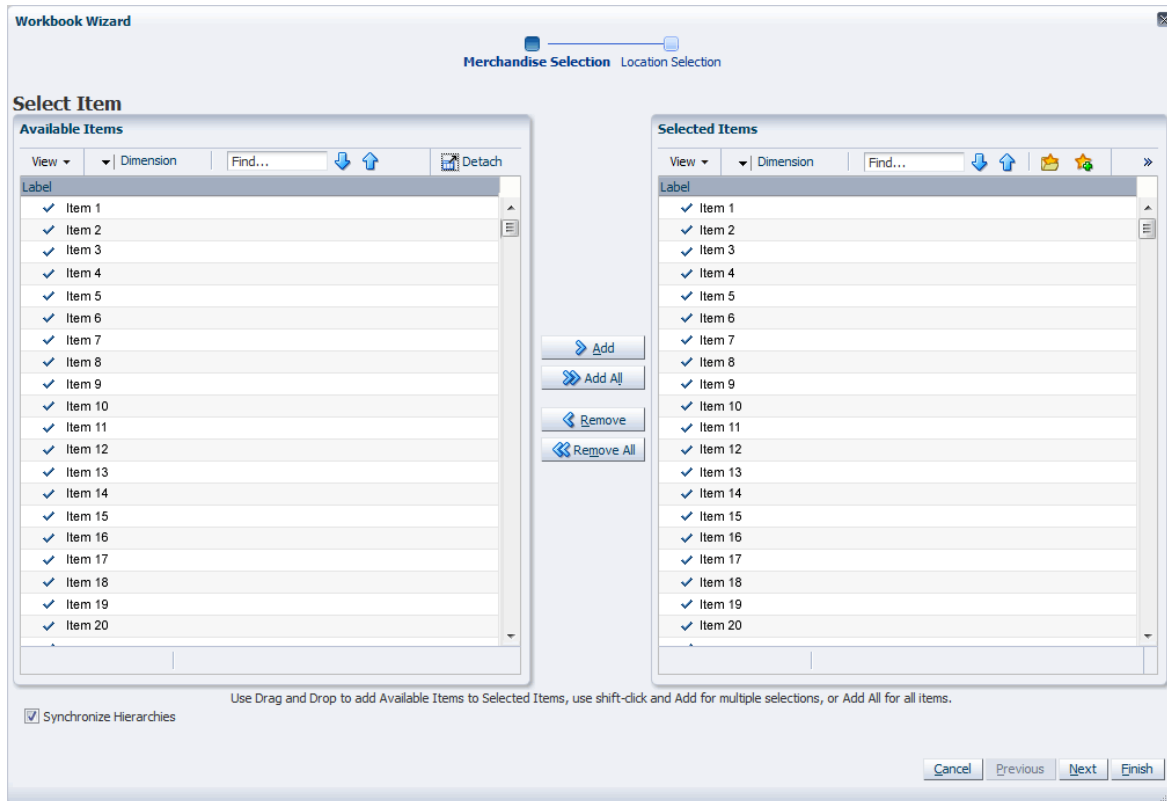 Workbook Wizard
Merchandise Selection Location Selection
Select Item
Available Items
View Dimension Find... Detach
Label
Item 1
Item 2
Item 3
Item 4
Item 5
Item 6
Item 7
Item 8
Item 9
Item 10
Item 11
Item 12
Item 13
Item 14
Item 15
Item 16
Item 17
Item 18
Item 19
Item 20
Add
Add All
Remove
Remove All
Selected Items
View Dimension Find... »
Label
Item 1
Item 2
Item 3
Item 4
Item 5
Item 6
Item 7
Item 8
Item 9
Item 10
Item 11
Item 12
Item 13
Item 14
Item 15
Item 16
Item 17
Item 18
Item 19
Item 20
Use Drag and Drop to add Available Items to Selected Items, use shift-click and Add for multiple selections, or Add All for all items.
Synchronize Hierarchies
Cancel Previous Next Finish